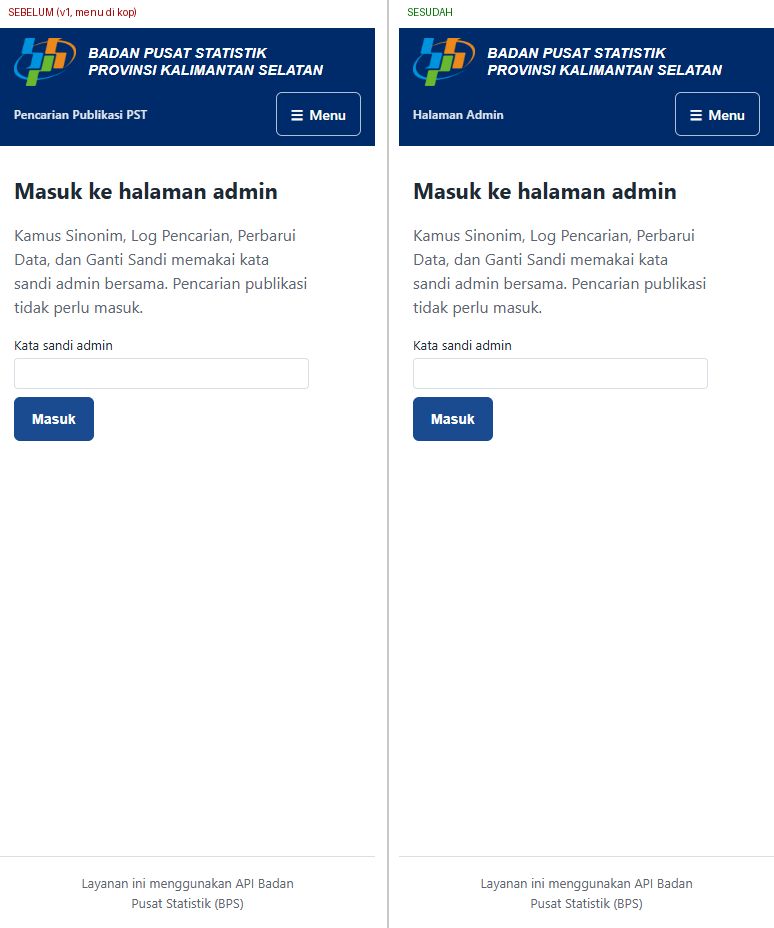 SEBELUM (v1, menu di kop)
BADAN PUSAT STATISTIK
PROVINSI KALIMANTAN SELATAN
Pencarian Publikasi PST
☰ Menu
Masuk ke halaman admin
Kamus Sinonim, Log Pencarian, Perbarui
Data, dan Ganti Sandi memakai kata
sandi admin bersama. Pencarian publikasi
tidak perlu masuk.
Kata sandi admin
Masuk
Layanan ini menggunakan API Badan
Pusat Statistik (BPS)
SESUDAH
BADAN PUSAT STATISTIK
PROVINSI KALIMANTAN SELATAN
Halaman Admin
☰ Menu
Masuk ke halaman admin
Kamus Sinonim, Log Pencarian, Perbarui
Data, dan Ganti Sandi memakai kata
sandi admin bersama. Pencarian publikasi
tidak perlu masuk.
Kata sandi admin
Masuk
Layanan ini menggunakan API Badan
Pusat Statistik (BPS)